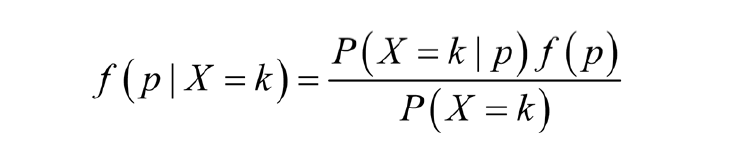 f(p | X = k) = P(X = k | p) f(p) / P(X = k)